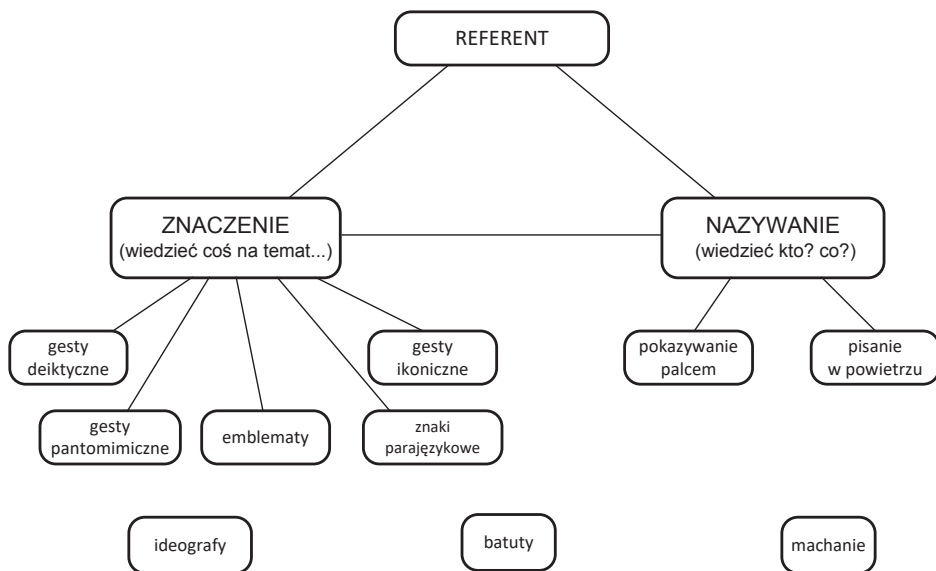 REFERENT
ZNACZENIE
(wiedzieć coś na temat...)
NAZYWANIE
(wiedzieć kto? co?)
gesty
deiktyczne
gesty
ikoniczne
pokazywanie
palcem
pisanie
w powietrzu
gesty
pantomimiczne
emblematy
znaki
parajęzykowe
ideografy
batuty
machanie